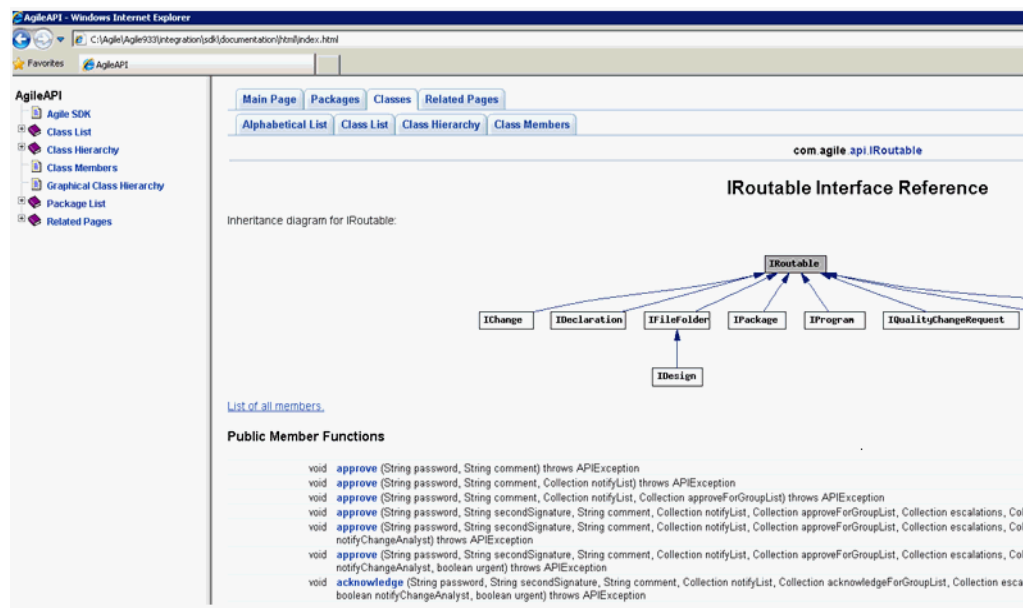 AgileAPI - Windows Internet Explorer
C:\Agile\Agile933\integration\sdk\documentation\html\index.html
Favorites AgileAPI
AgileAPI
Agile SDK
Class List
Class Hierarchy
Class Members
Graphical Class Hierarchy
Package List
Related Pages
Main Page Packages Classes Related Pages
Alphabetical List Class List Class Hierarchy Class Members
com.agile.api.IRoutable
IRoutable Interface Reference
Inheritance diagram for IRoutable:
IRoutable
IChange IDeclaration IFileFolder IPackage IProgram IQualityChangeRequest
IDesign
List of all members.
Public Member Functions
void approve (String password, String comment) throws APIException
void approve (String password, String comment, Collection notifyList) throws APIException
void approve (String password, String comment, Collection notifyList, Collection approveForGroupList) throws APIException
void approve (String password, String secondSignature, String comment, Collection notifyList, Collection approveForGroupList, Collection escalations, Col
void approve (String password, String secondSignature, String comment, Collection notifyList, Collection approveForGroupList, Collection escalations, Col
notifyChangeAnalyst) throws APIException
void approve (String password, String secondSignature, String comment, Collection notifyList, Collection approveForGroupList, Collection escalations, Col
notifyChangeAnalyst, boolean urgent) throws APIException
void acknowledge (String password, String secondSignature, String comment, Collection notifyList, Collection acknowledgeForGroupList, Collection esca
boolean notifyChangeAnalyst, boolean urgent) throws APIException